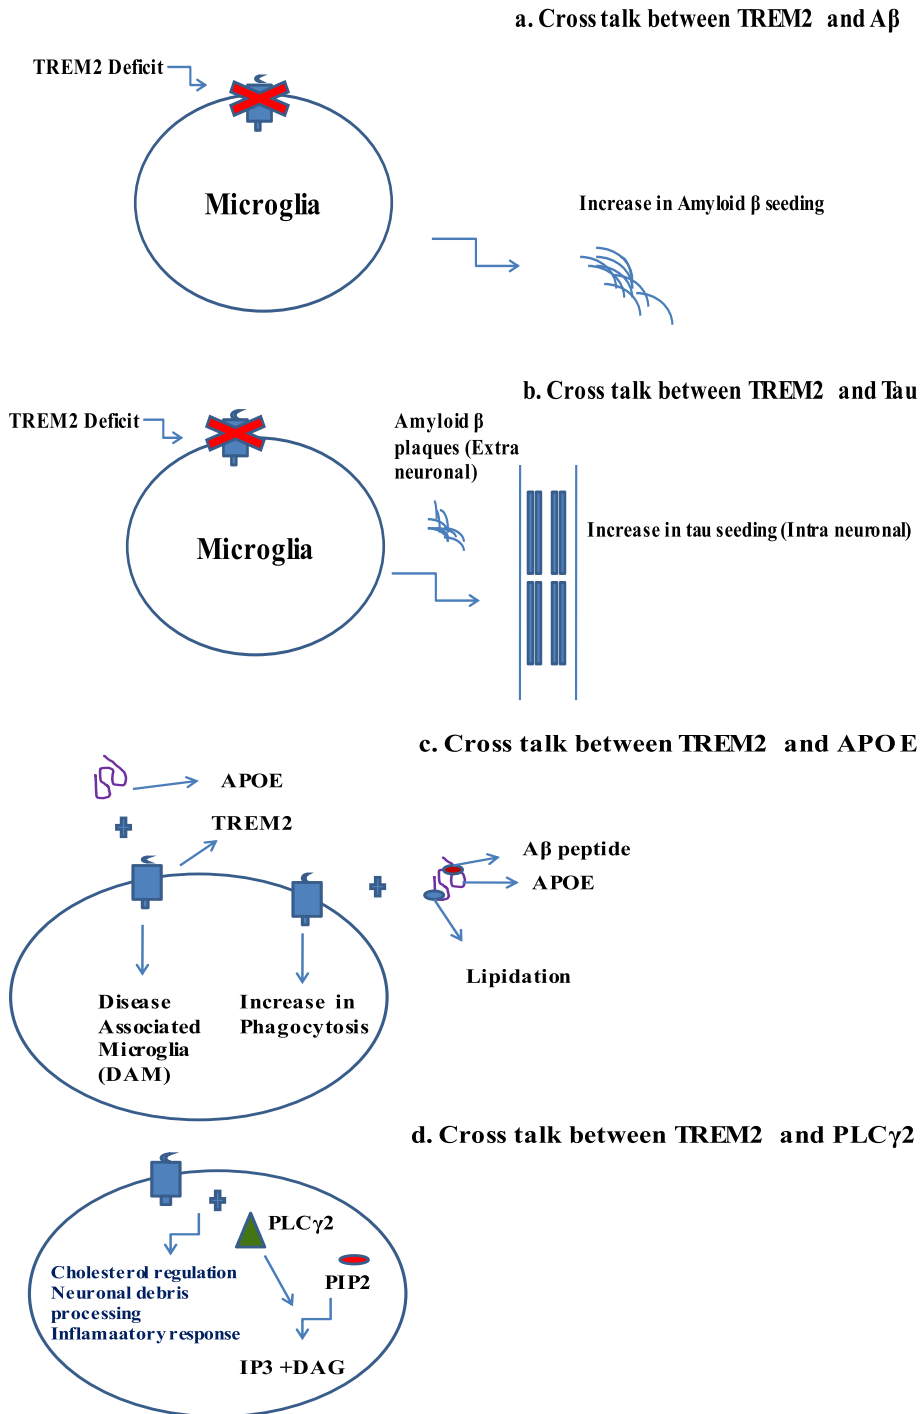 a. Cross talk between TREM2 and Aβ
TREM2 Deficit
Microglia
Increase in Amyloid β seeding
b. Cross talk between TREM2 and Tau
TREM2 Deficit
Amyloid β
plaques (Extra
neuronal)
Microglia
Increase in tau seeding (Intra neuronal)
c. Cross talk between TREM2 and APOE
APOE
TREM2
Aβ peptide
APOE
Lipidation
Disease
Associated
Microglia
(DAM)
Increase in
Phagocytosis
d. Cross talk between TREM2 and PLCγ2
PLCγ2
Cholesterol regulation
Neuronal debris
processing
Inflamaatory response
PIP2
IP3 +DAG